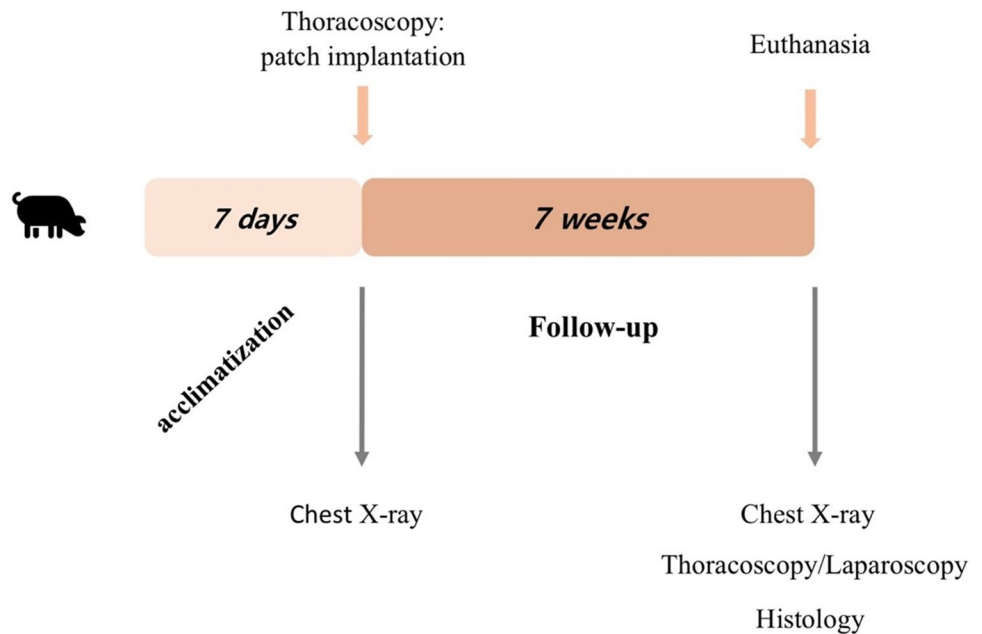 Thoracoscopy:
patch implantation
Euthanasia
7 days
7 weeks
acclimatization
Follow-up
Chest X-ray
Chest X-ray
Thoracoscopy/Laparoscopy
Histology